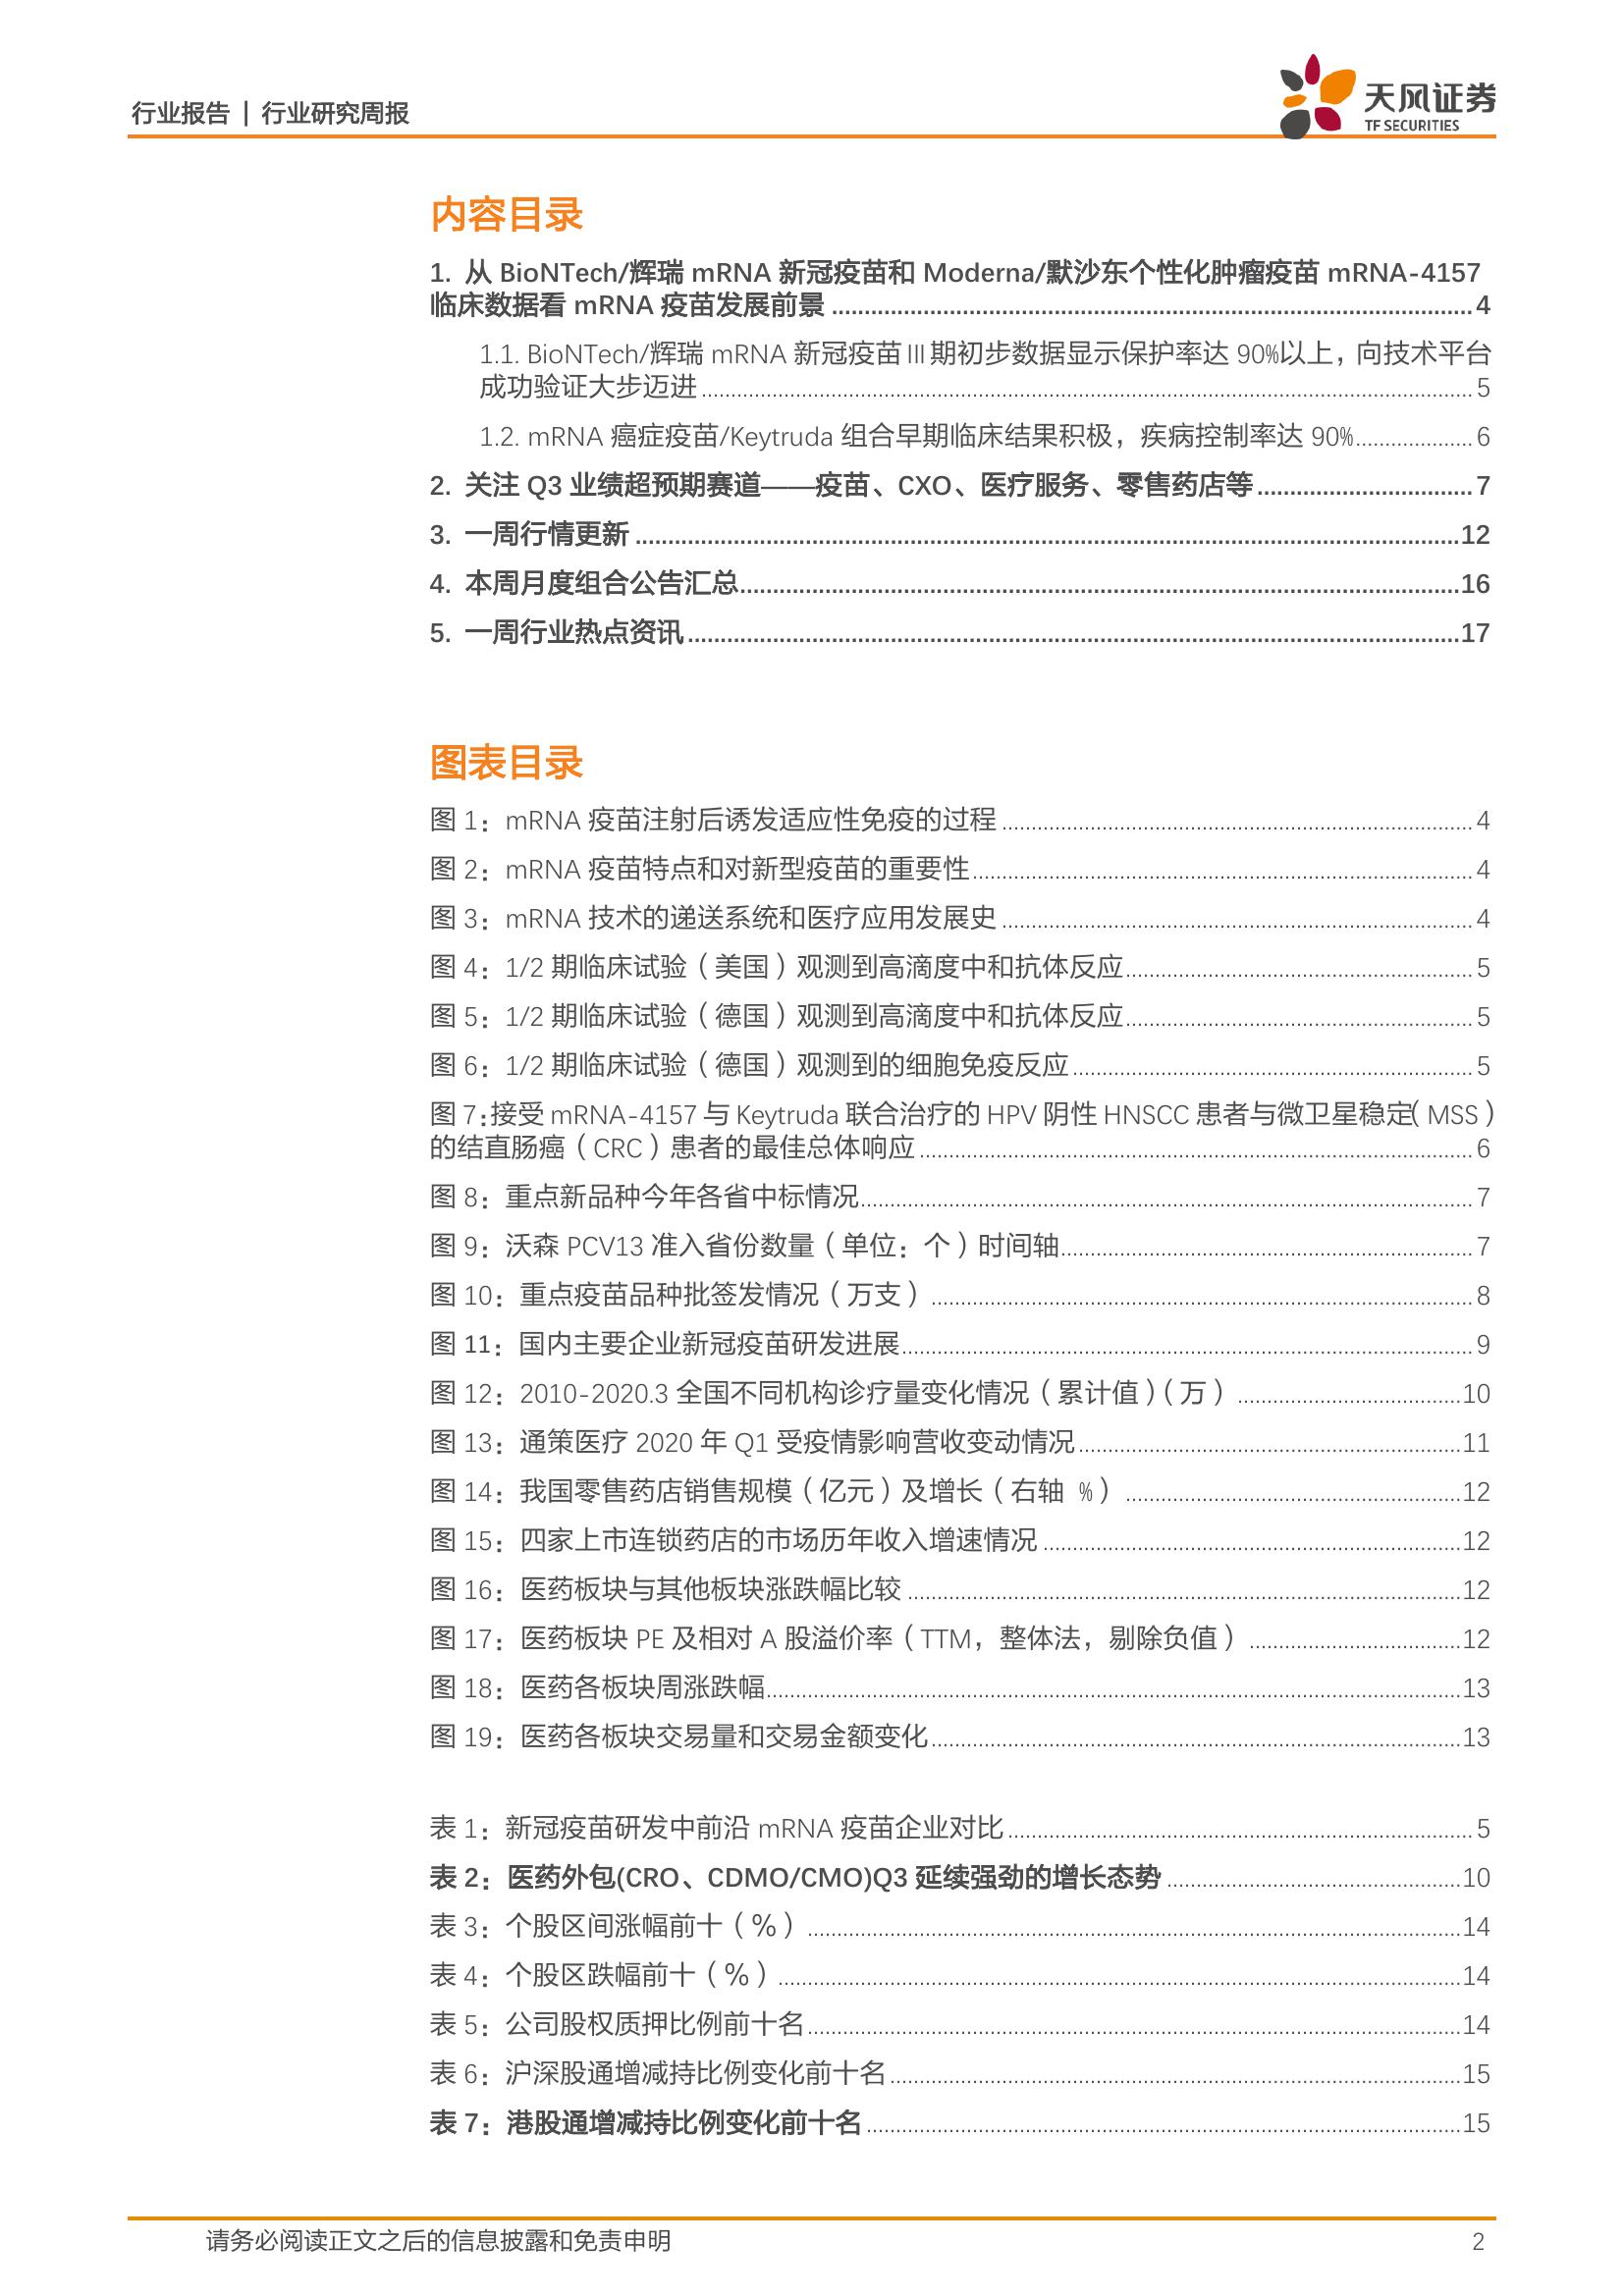 行业报告 | 行业研究周报
天风证券
TF SECURITIES
内容目录
1. 从 BioNTech/辉瑞 mRNA 新冠疫苗和 Moderna/默沙东个性化肿瘤疫苗 mRNA-4157
临床数据看 mRNA 疫苗发展前景 ........ 4
1.1. BioNTech/辉瑞 mRNA 新冠疫苗 III 期初步数据显示保护率达 90%以上，向技术平台
成功验证大步迈进 ........ 5
1.2. mRNA 癌症疫苗/Keytruda 组合早期临床结果积极，疾病控制率达 90% ........ 6
2. 关注 Q3 业绩超预期赛道——疫苗、CXO、医疗服务、零售药店等 ........ 7
3. 一周行情更新 ........ 12
4. 本周月度组合公告汇总 ........ 16
5. 一周行业热点资讯 ........ 17
图表目录
图 1：mRNA 疫苗注射后诱发适应性免疫的过程 ........ 4
图 2：mRNA 疫苗特点和对新型疫苗的重要性 ........ 4
图 3：mRNA 技术的递送系统和医疗应用发展史 ........ 4
图 4：1/2 期临床试验（美国）观测到高滴度中和抗体反应 ........ 5
图 5：1/2 期临床试验（德国）观测到高滴度中和抗体反应 ........ 5
图 6：1/2 期临床试验（德国）观测到的细胞免疫反应 ........ 5
图 7：接受 mRNA-4157 与 Keytruda 联合治疗的 HPV 阴性 HNSCC 患者与微卫星稳定（MSS）
的结直肠癌（CRC）患者的最佳总体响应 ........ 6
图 8：重点新品种今年各省中标情况 ........ 7
图 9：沃森 PCV13 准入省份数量（单位：个）时间轴 ........ 7
图 10：重点疫苗品种批签发情况（万支） ........ 8
图 11：国内主要企业新冠疫苗研发进展 ........ 9
图 12：2010-2020.3 全国不同机构诊疗量变化情况（累计值）（万） ........ 10
图 13：通策医疗 2020 年 Q1 受疫情影响营收变动情况 ........ 11
图 14：我国零售药店销售规模（亿元）及增长（右轴 %） ........ 12
图 15：四家上市连锁药店的市场历年收入增速情况 ........ 12
图 16：医药板块与其他板块涨跌幅比较 ........ 12
图 17：医药板块 PE 及相对 A 股溢价率（TTM，整体法，剔除负值） ........ 12
图 18：医药各板块周涨跌幅 ........ 13
图 19：医药各板块交易量和交易金额变化 ........ 13
表 1：新冠疫苗研发中前沿 mRNA 疫苗企业对比 ........ 5
表 2：医药外包(CRO、CDMO/CMO)Q3 延续强劲的增长态势 ........ 10
表 3：个股区间涨幅前十（%） ........ 14
表 4：个股区跌幅前十（%） ........ 14
表 5：公司股权质押比例前十名 ........ 14
表 6：沪深股通增减持比例变化前十名 ........ 15
表 7：港股通增减持比例变化前十名 ........ 15
请务必阅读正文之后的信息披露和免责申明 2